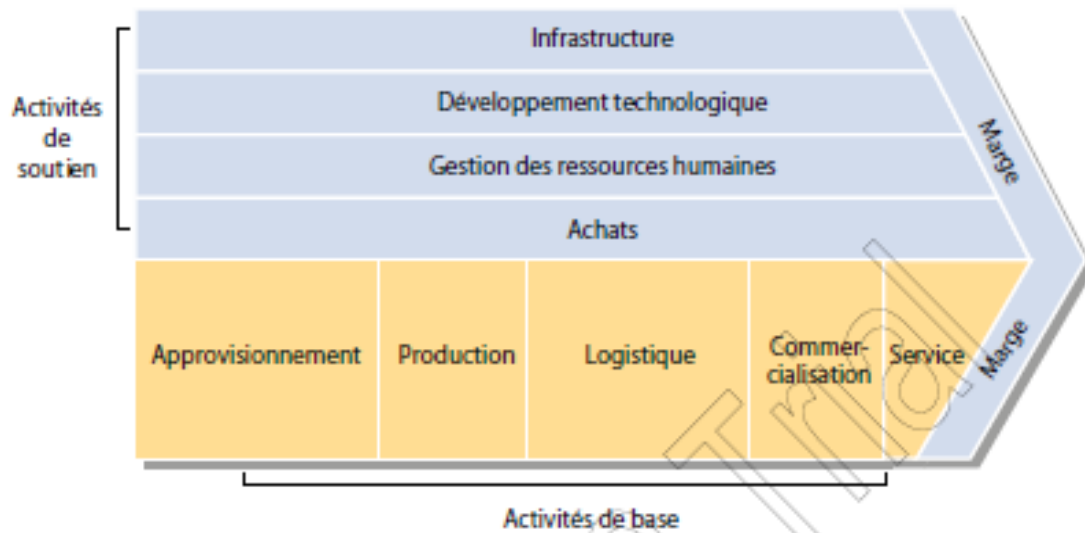 Infrastructure
Développement technologique
Gestion des ressources humaines
Achats
Activités
de
soutien
Marge
Approvisionnement
Production
Logistique
Commer-
cialisation
Service
Marge
Activités de base
Trial